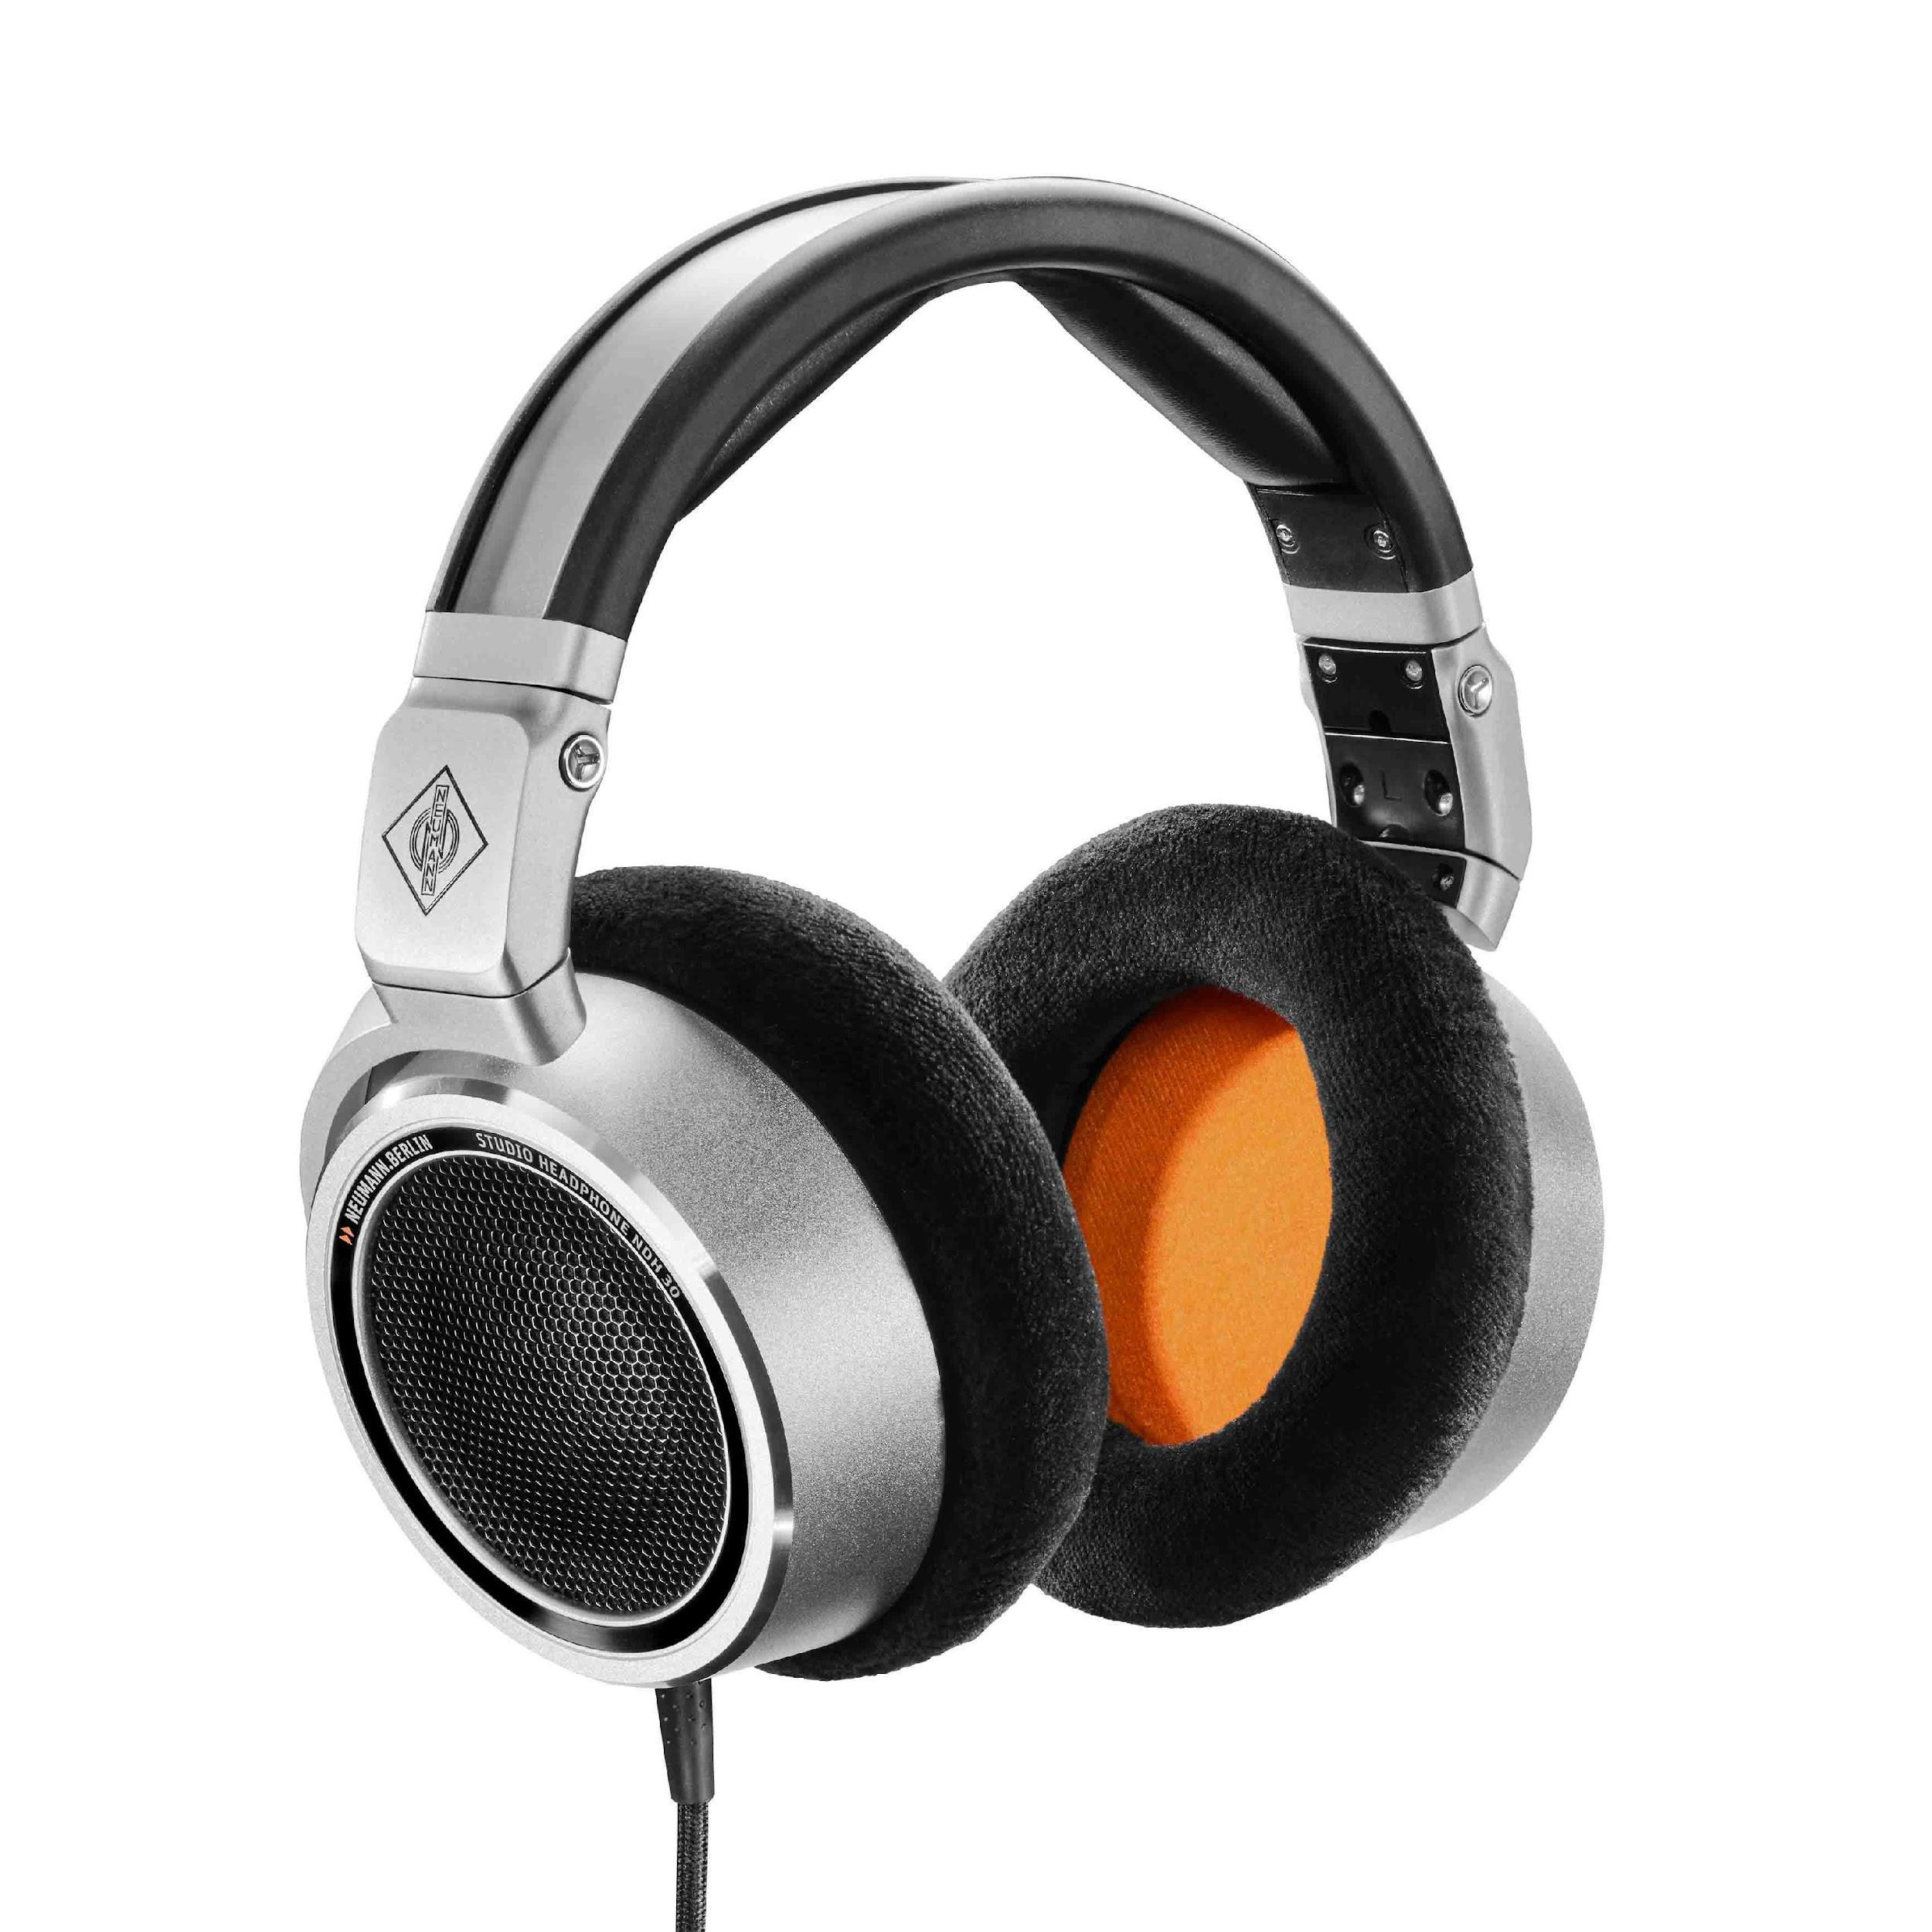 NEUMANN
L
NEUMANN.BERLIN
STUDIO HEADPHONE NDH 30